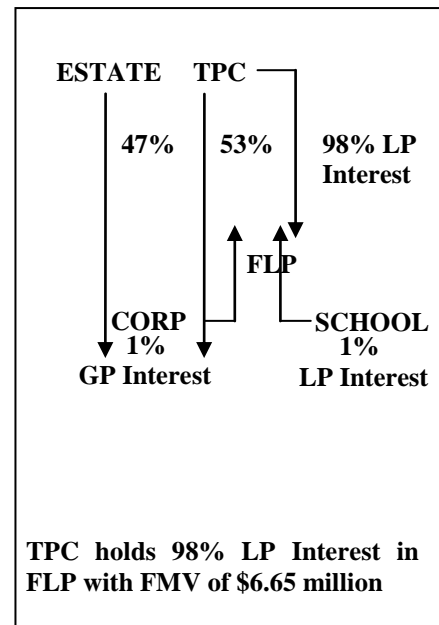 ESTATE TPC
47% 53% 98% LP
Interest
FLP
CORP SCHOOL
1% 1%
GP Interest LP Interest
TPC holds 98% LP Interest in
FLP with FMV of $6.65 million